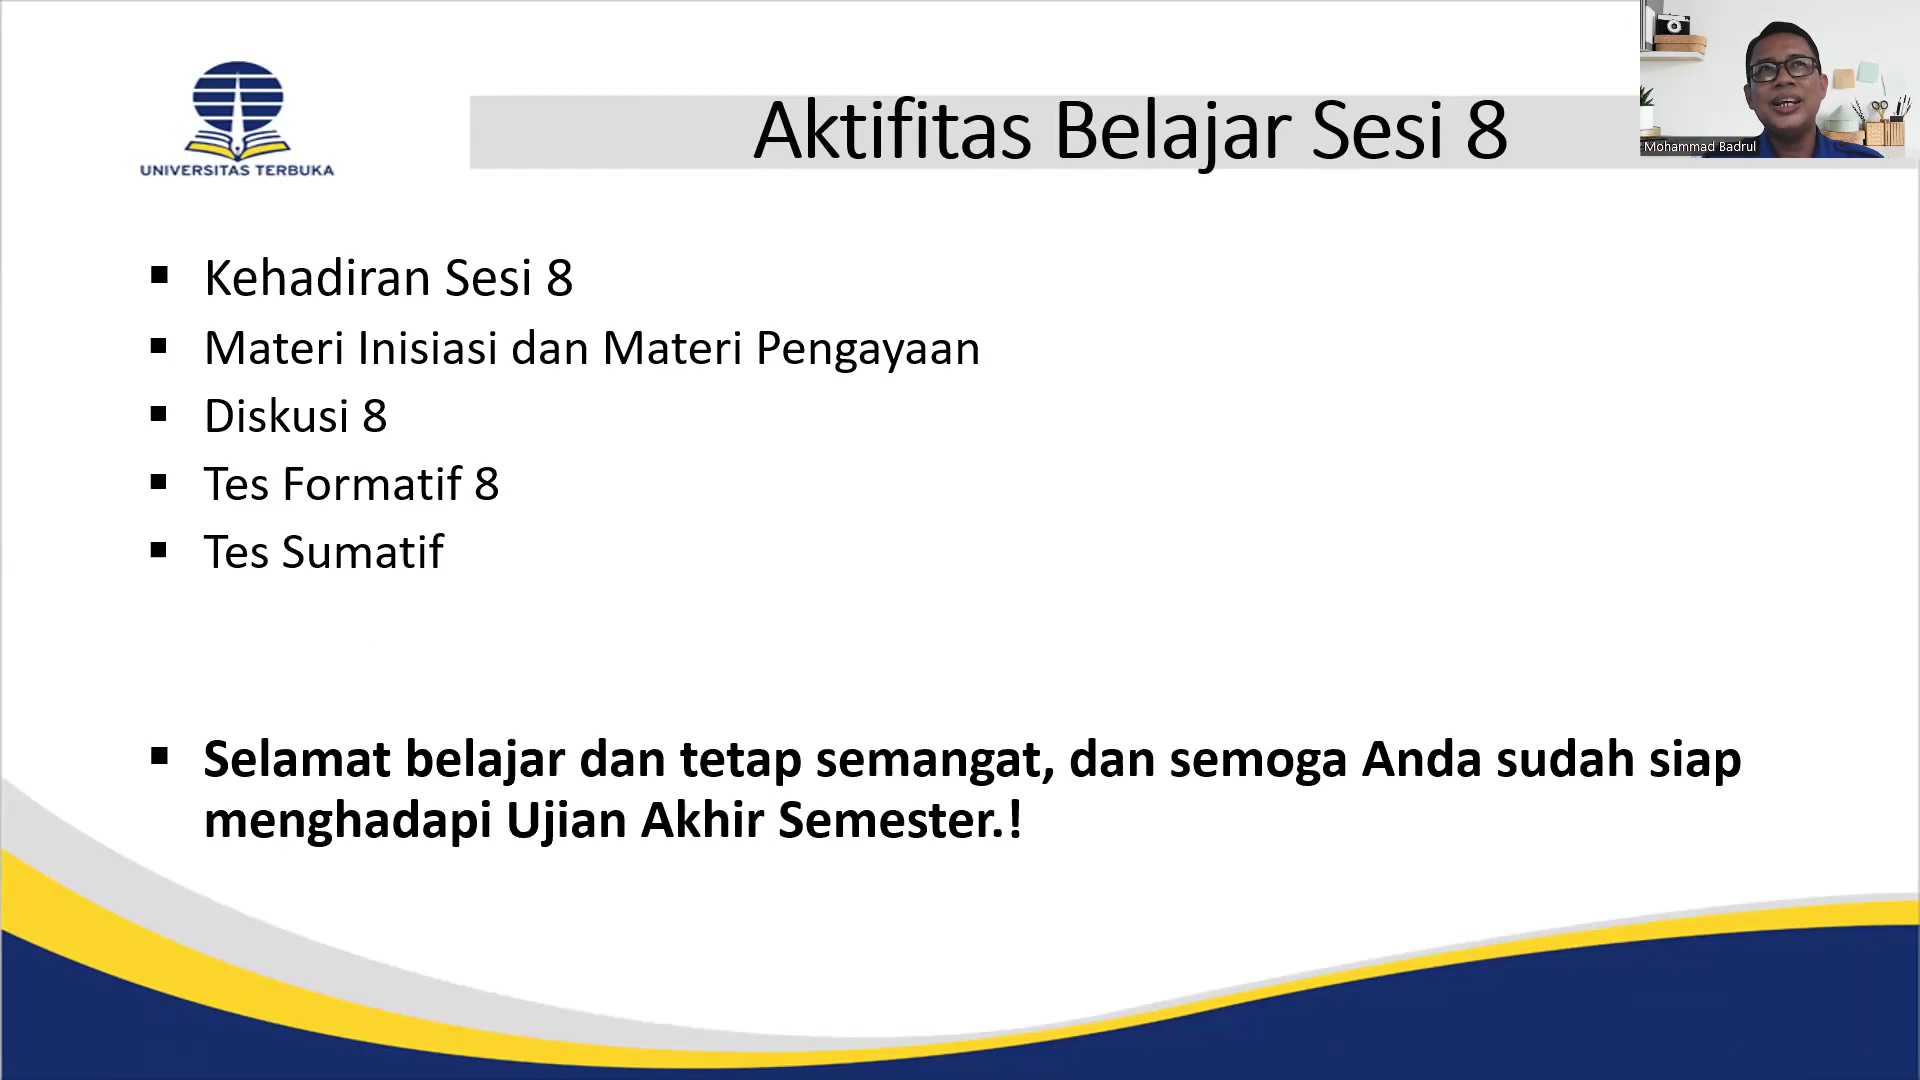 UNIVERSITAS TERBUKA
Aktifitas Belajar Sesi 8
Mohammad Badrul
▪ Kehadiran Sesi 8
▪ Materi Inisiasi dan Materi Pengayaan
▪ Diskusi 8
▪ Tes Formatif 8
▪ Tes Sumatif
▪ Selamat belajar dan tetap semangat, dan semoga Anda sudah siap
menghadapi Ujian Akhir Semester.!